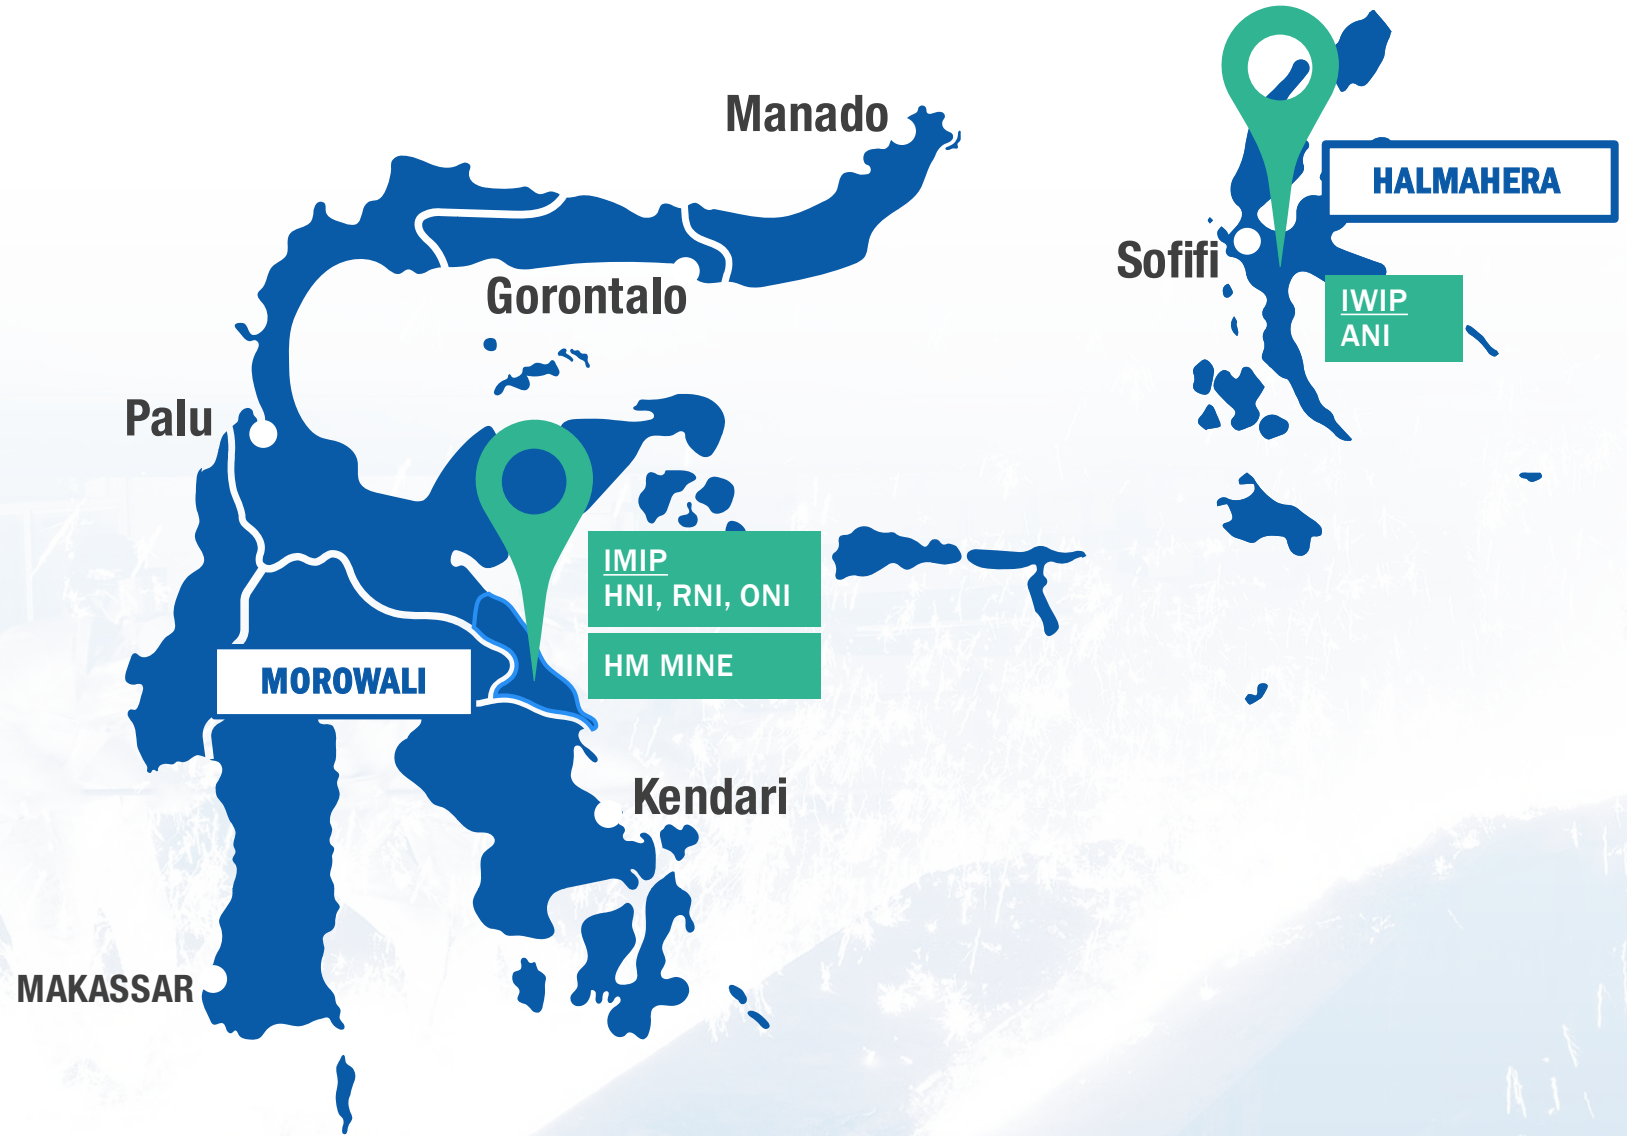 Manado
HALMAHERA
Sofifi
Gorontalo
IWIP
ANI
Palu
IMIP
HNI, RNI, ONI
HM MINE
MOROWALI
Kendari
MAKASSAR